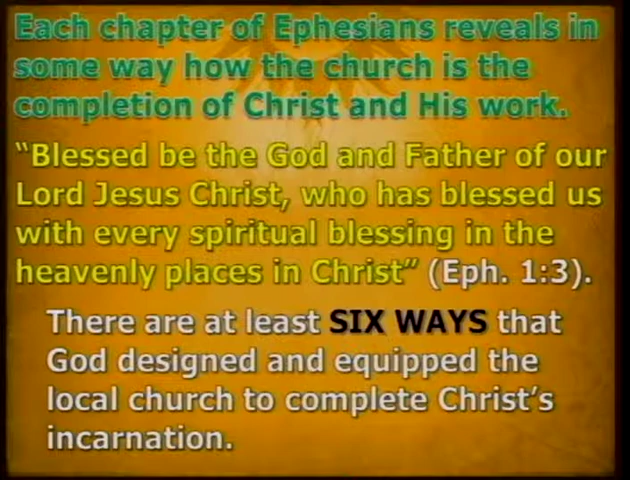 Each chapter of Ephesians reveals in
some way how the church is the
completion of Christ and His work.
“Blessed be the God and Father of our
Lord Jesus Christ, who has blessed us
with every spiritual blessing in the
heavenly places in Christ” (Eph. 1:3).
There are at least SIX WAYS that
God designed and equipped the
local church to complete Christ’s
incarnation.